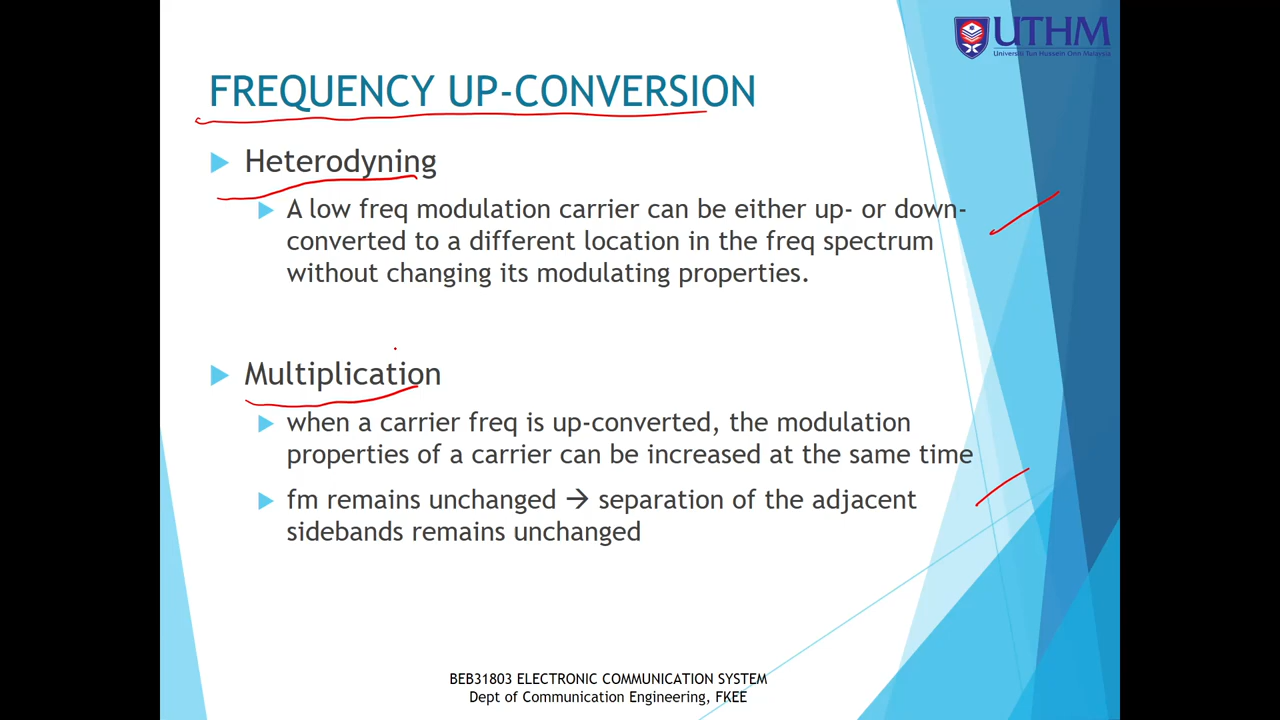 UTHM
Universiti Tun Hussein Onn Malaysia
FREQUENCY UP-CONVERSION
Heterodyning
A low freq modulation carrier can be either up- or down-
converted to a different location in the freq spectrum
without changing its modulating properties.
Multiplication
when a carrier freq is up-converted, the modulation
properties of a carrier can be increased at the same time
fm remains unchanged → separation of the adjacent
sidebands remains unchanged
BEB31803 ELECTRONIC COMMUNICATION SYSTEM
Dept of Communication Engineering, FKEE